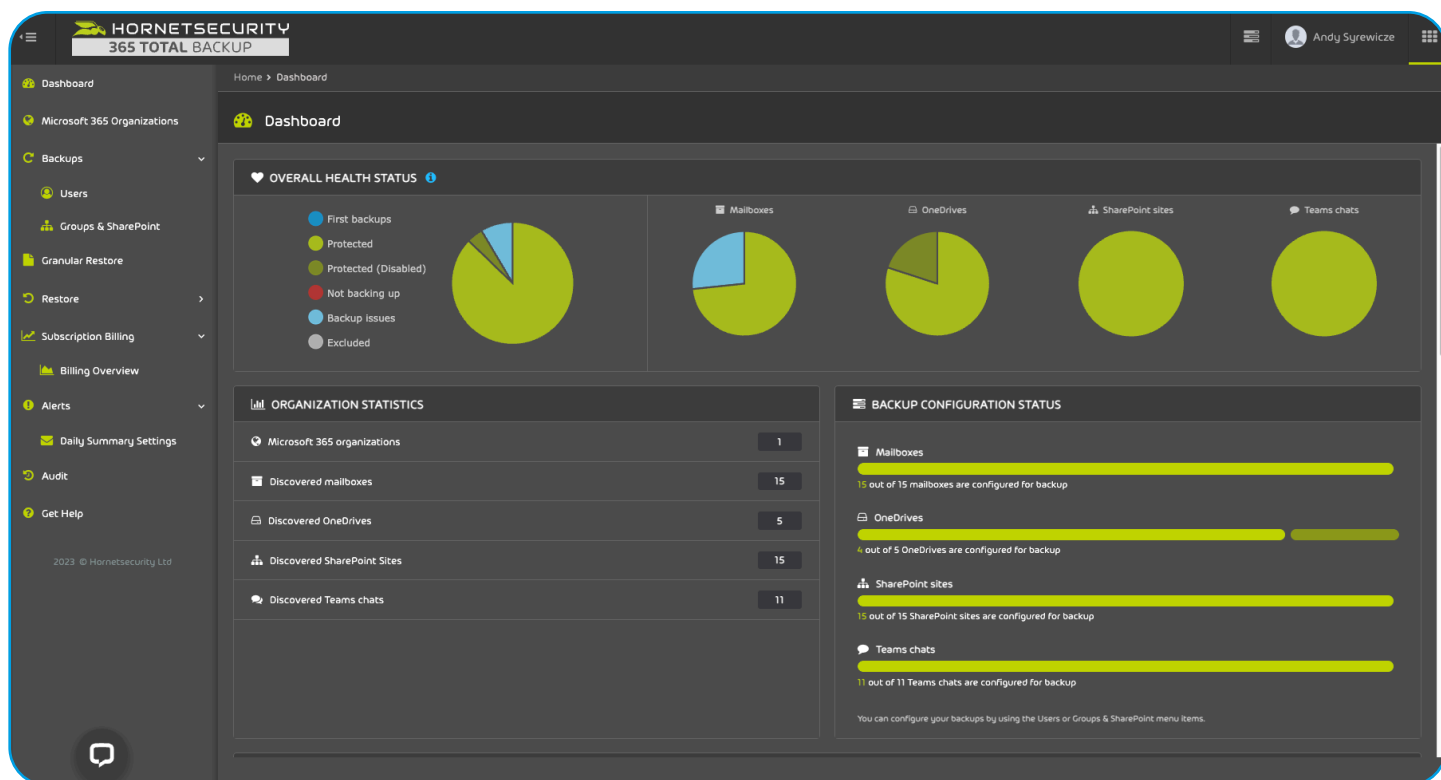 HORNETSECURITY
365 TOTAL BACKUP
Andy Syrewicze
Dashboard
Microsoft 365 Organizations
Backups
Users
Groups & SharePoint
Granular Restore
Restore
Subscription Billing
Billing Overview
Alerts
Daily Summary Settings
Audit
Get Help
2023 © Hornetsecurity Ltd
Home > Dashboard
Dashboard
OVERALL HEALTH STATUS
First backups
Protected
Protected (Disabled)
Not backing up
Backup issues
Excluded
Mailboxes
OneDrives
SharePoint sites
Teams chats
ORGANIZATION STATISTICS
Microsoft 365 organizations 1
Discovered mailboxes 15
Discovered OneDrives 5
Discovered SharePoint Sites 15
Discovered Teams chats 11
BACKUP CONFIGURATION STATUS
Mailboxes
15 out of 15 mailboxes are configured for backup
OneDrives
4 out of 5 OneDrives are configured for backup
SharePoint sites
15 out of 15 SharePoint sites are configured for backup
Teams chats
11 out of 11 Teams chats are configured for backup
You can configure your backups by using the Users or Groups & SharePoint menu items.